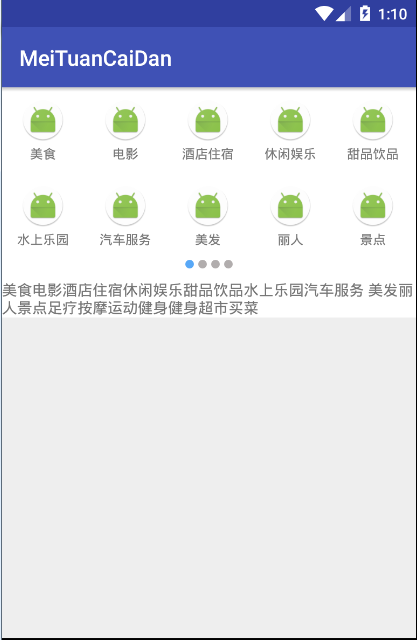 1:10
MeiTuanCaiDan
美食 电影 酒店住宿 休闲娱乐 甜品饮品
水上乐园 汽车服务 美发 丽人 景点
美食电影酒店住宿休闲娱乐甜品饮品水上乐园汽车服务 美发丽
人景点足疗按摩运动健身健身超市买菜